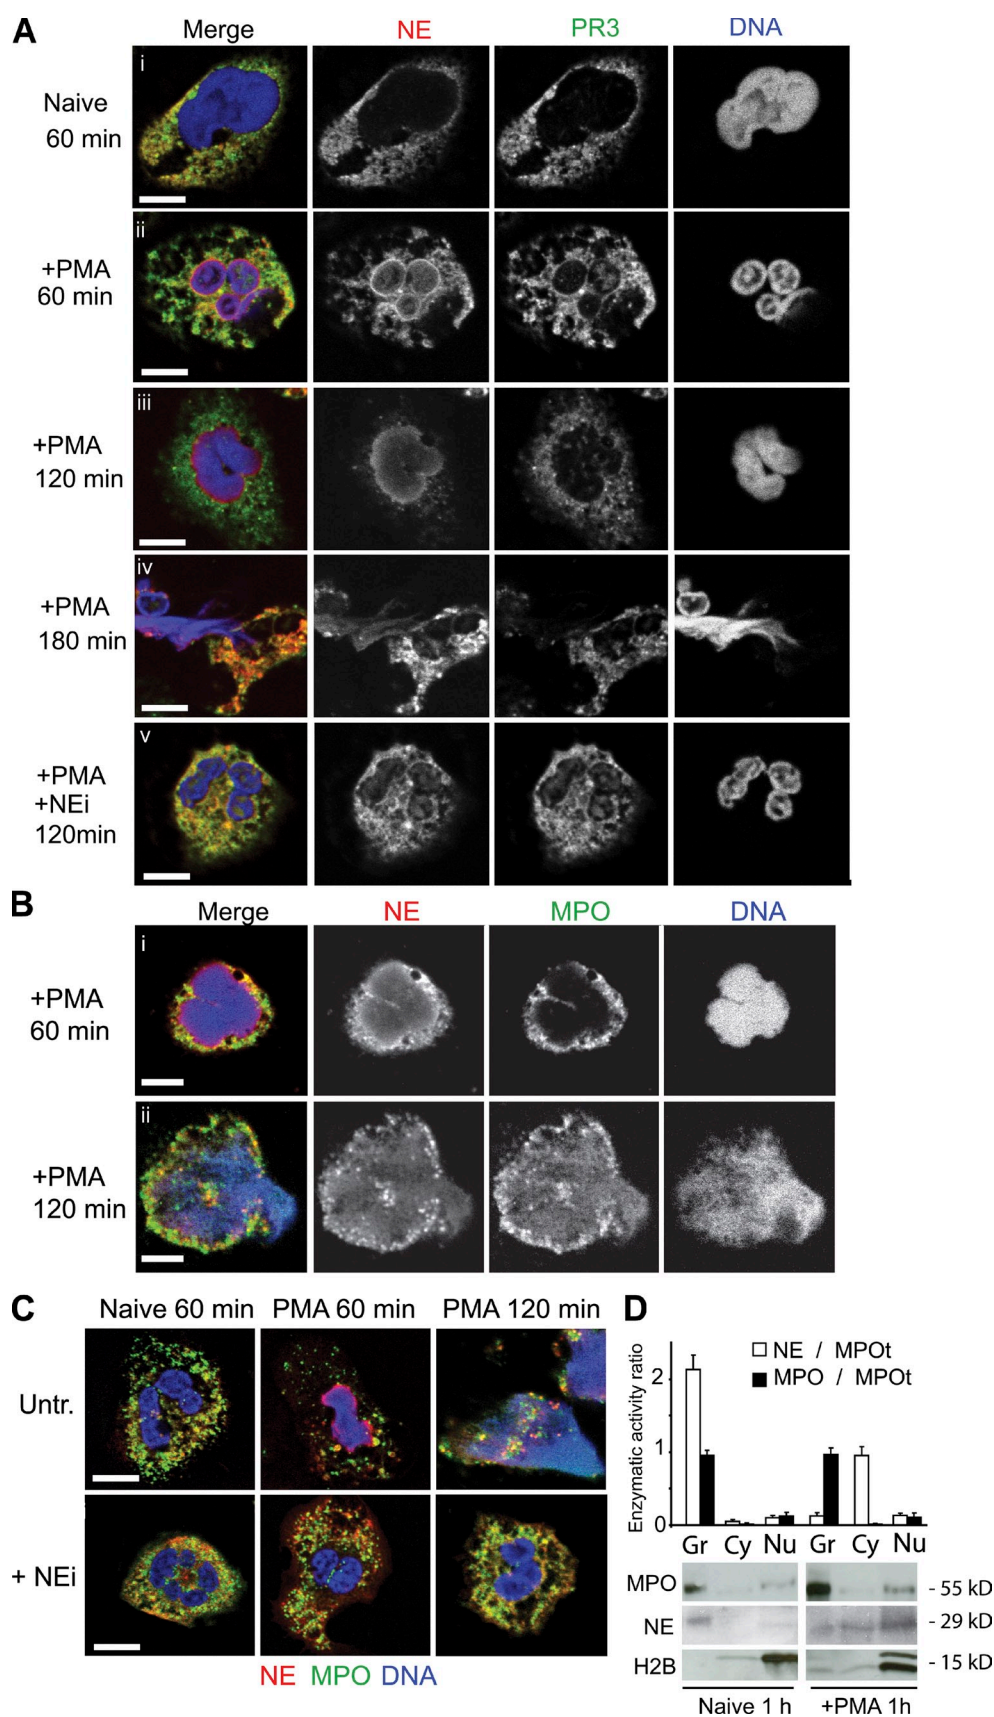 A
Merge NE PR3 DNA
i
Naive
60 min
ii
+PMA
60 min
iii
+PMA
120 min
iv
+PMA
180 min
v
+PMA
+NEi
120min
B
Merge NE MPO DNA
i
+PMA
60 min
ii
+PMA
120 min
C
Naive 60 min PMA 60 min PMA 120 min
Untr.
+ NEi
NE MPO DNA
D
Enzymatic activity ratio
NE / MPOt
MPO / MPOt
2
1
0
Gr Cy Nu Gr Cy Nu
MPO - 55 kD
NE - 29 kD
H2B - 15 kD
Naive 1 h +PMA 1h